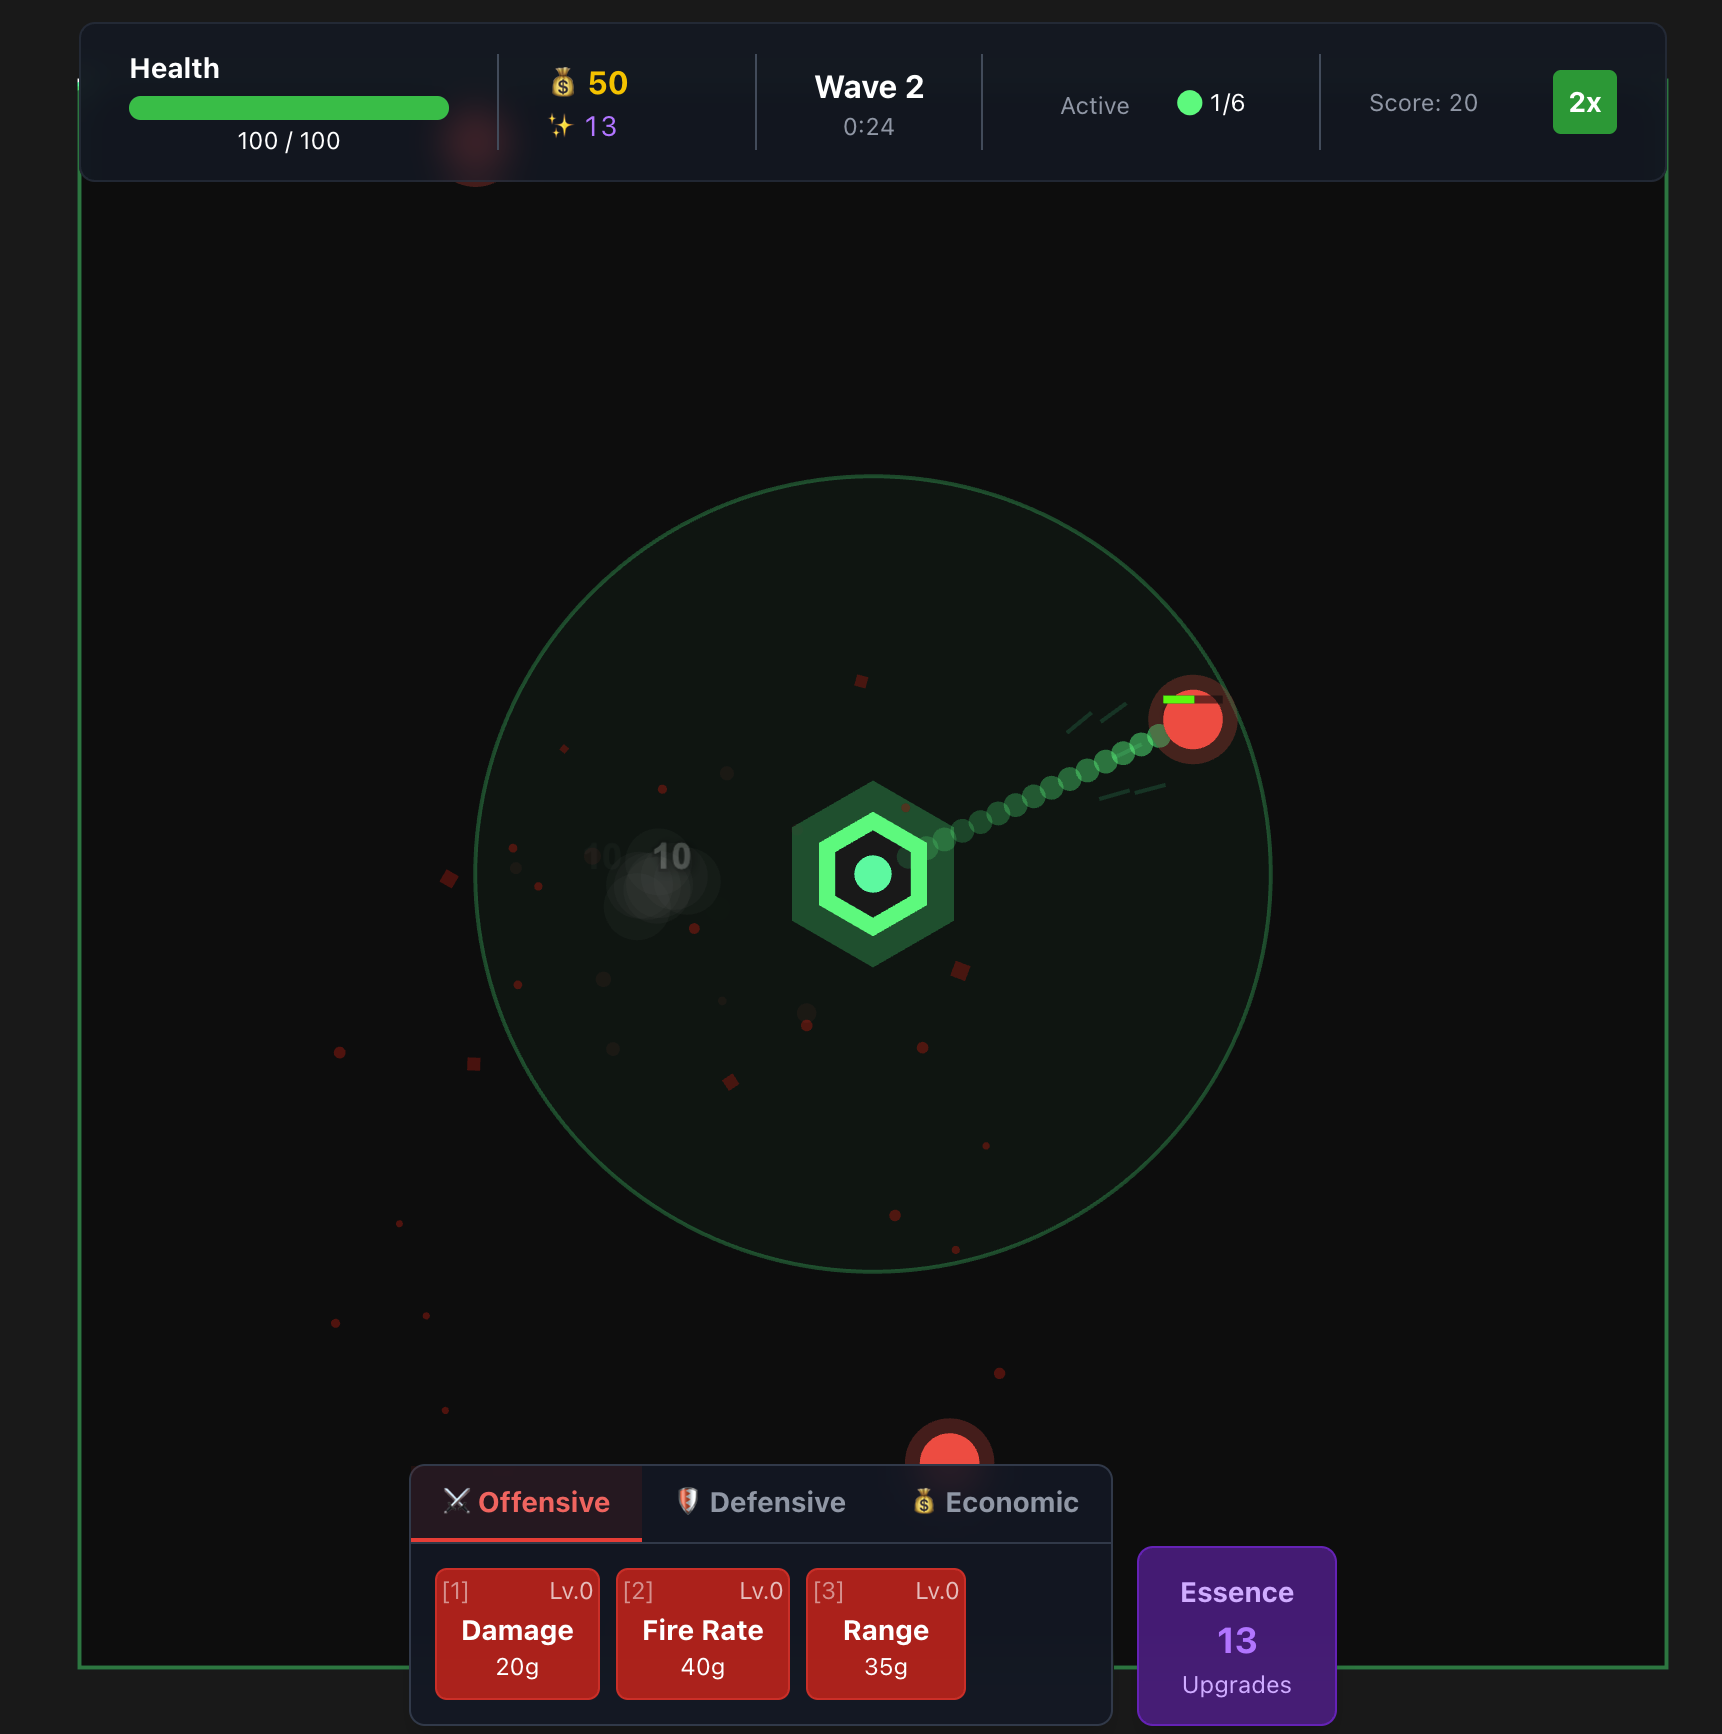 Health
100 / 100
50
13
Wave 2
0:24
Active
1/6
Score: 20
2x
10
10
Offensive
Defensive
Economic
[1] Lv.0
Damage
20g
[2] Lv.0
Fire Rate
40g
[3] Lv.0
Range
35g
Essence
13
Upgrades